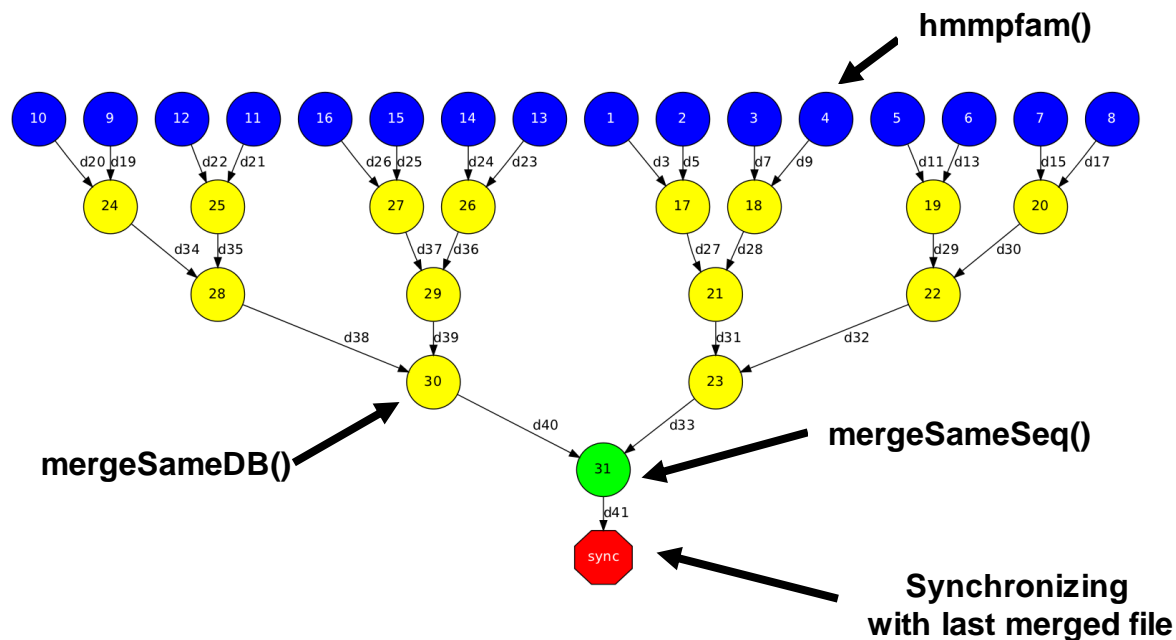 hmmpfam()
10 9 12 11 16 15 14 13 1 2 3 4 5 6 7 8
d20 d19 d22 d21 d26 d25 d24 d23 d3 d5 d7 d9 d11 d13 d15 d17
24 25 27 26 17 18 19 20
d34 d35 d37 d36 d27 d28 d29 d30
28 29 21 22
d38 d39 d31 d32
30 23
d40 d33
mergeSameDB()
mergeSameSeq()
31
d41
sync
Synchronizing
with last merged file